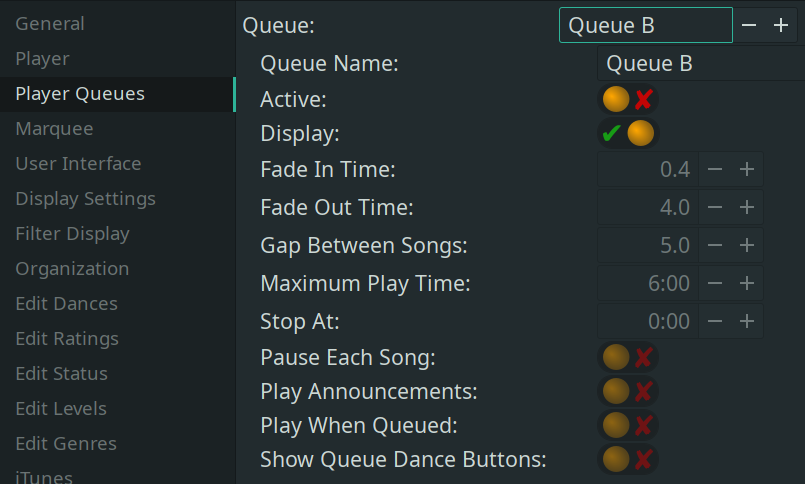 General
Player
Player Queues
Marquee
User Interface
Display Settings
Filter Display
Organization
Edit Dances
Edit Ratings
Edit Status
Edit Levels
Edit Genres
iTunes
Queue: Queue B − +
Queue Name: Queue B
Active:
Display:
Fade In Time: 0.4 − +
Fade Out Time: 4.0 − +
Gap Between Songs: 5.0 − +
Maximum Play Time: 6:00 − +
Stop At: 0:00 − +
Pause Each Song:
Play Announcements:
Play When Queued:
Show Queue Dance Buttons: